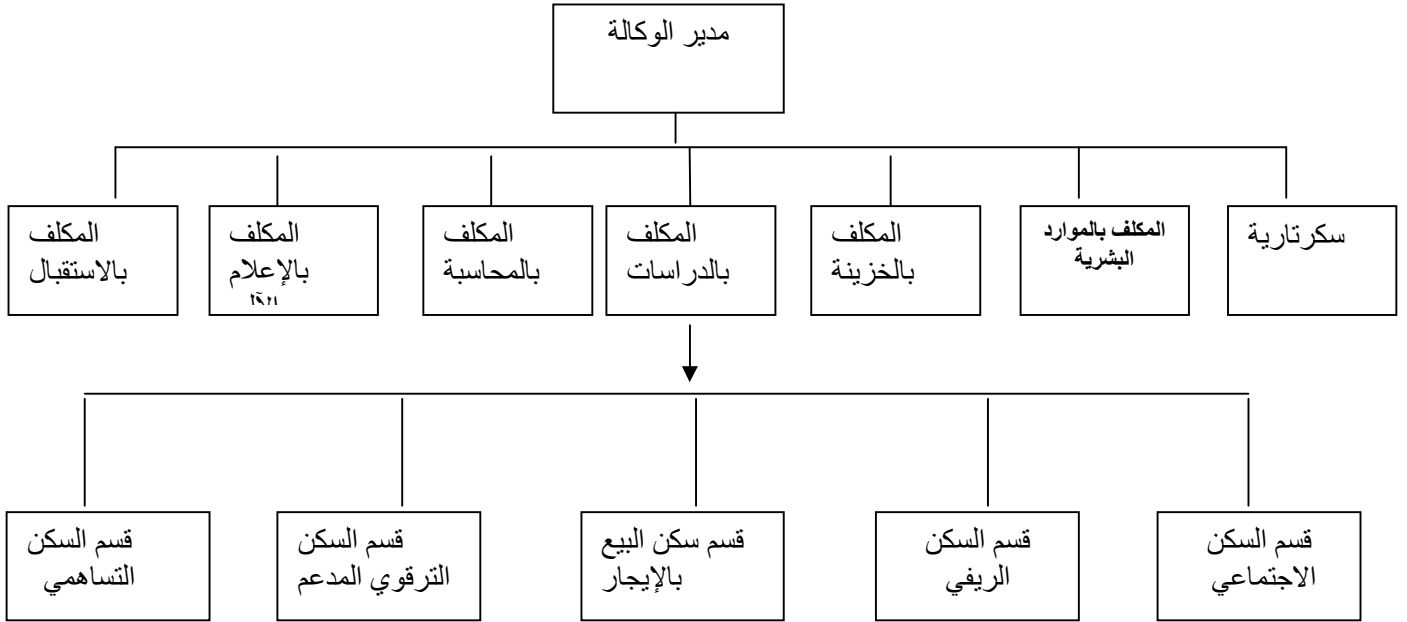 مدير الوكالة
سكرتارية
المكلف بالموارد
البشرية
المكلف
بالخزينة
المكلف
بالدراسات
المكلف
بالمحاسبة
المكلف
بالإعلام
المكلف
بالاستقبال
قسم السكن
الاجتماعي
قسم السكن
الريفي
قسم سكن البيع
بالإيجار
قسم السكن
الترقوي المدعم
قسم السكن
التساهمي